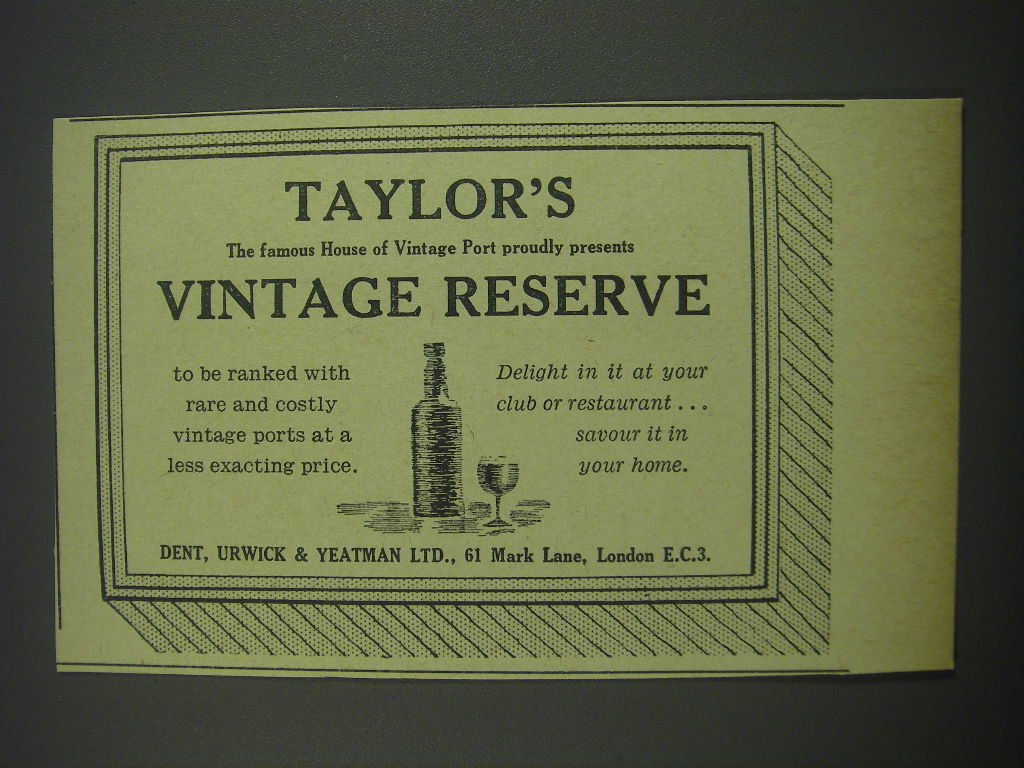 TAYLOR'S
The famous House of Vintage Port proudly presents
VINTAGE RESERVE
to be ranked with
rare and costly
vintage ports at a
less exacting price.
Delight in it at your
club or restaurant . . .
savour it in
your home.
DENT, URWICK & YEATMAN LTD., 61 Mark Lane, London E.C.3.